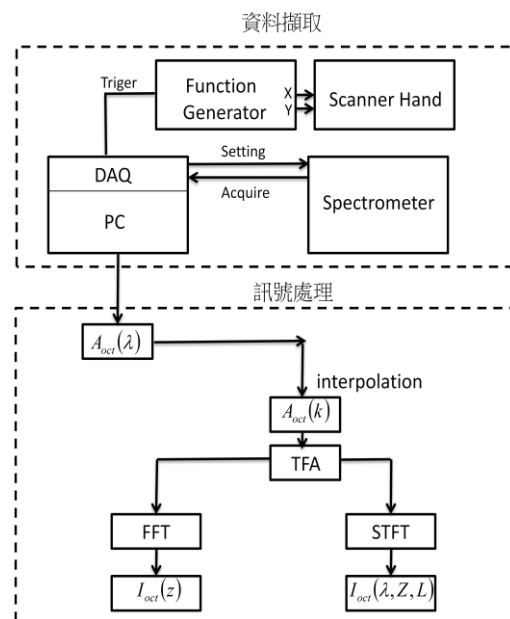 資料擷取
Triger
Function
Generator
X
Y
Scanner Hand
DAQ
PC
Setting
Acquire
Spectrometer
訊號處理
A_oct(λ)
interpolation
A_oct(k)
TFA
FFT
STFT
I_oct(z)
I_oct(λ,Z,L)